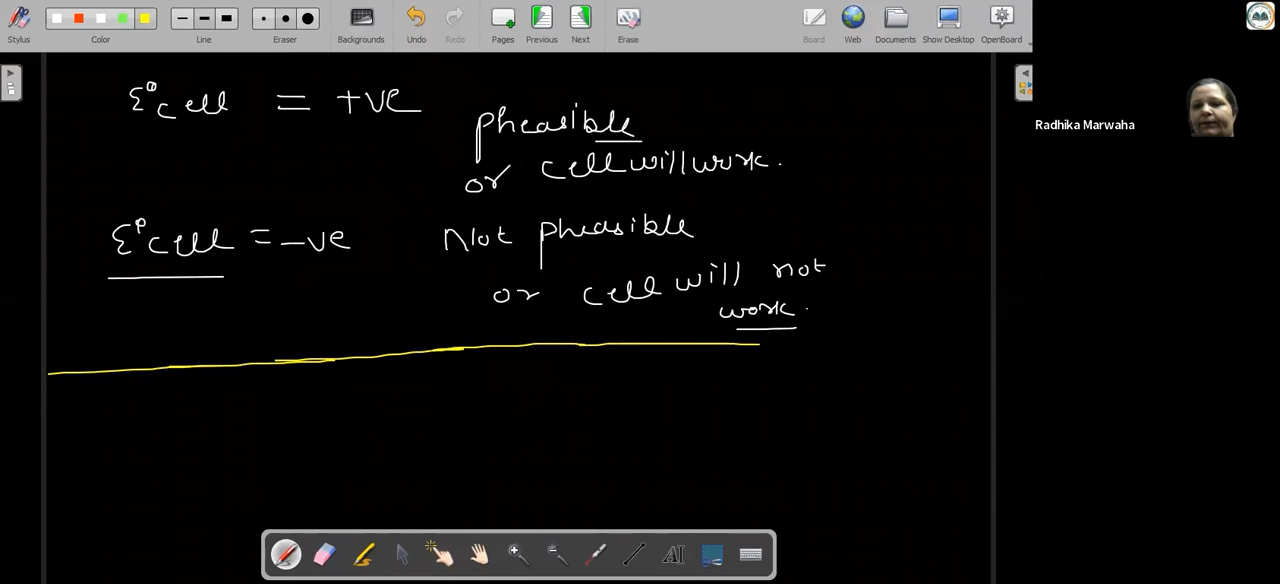 Stylus Color Line Eraser Backgrounds Undo Redo Pages Previous Next Erase Board Web Documents Show Desktop OpenBoard
Radhika Marwaha
Ɛ°cell = +ve
pheasible
or cell will work.
Ɛ°cell = -ve Not pheasible
or cell will not
work.
AI